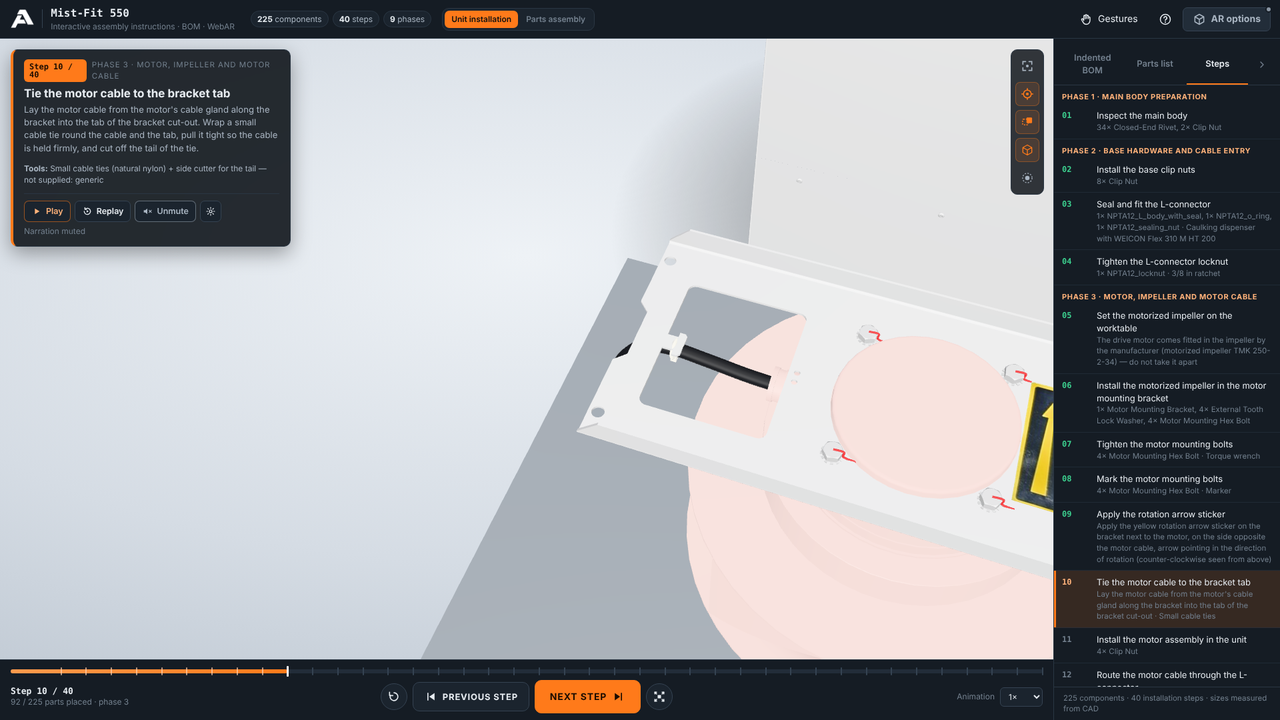 Mist-Fit 550
Interactive assembly instructions · BOM · WebAR
225 components
40 steps
9 phases
Unit installation
Parts assembly
Gestures
AR options
Step 10 / 40
PHASE 3 · MOTOR, IMPELLER AND MOTOR CABLE
Tie the motor cable to the bracket tab
Lay the motor cable from the motor's cable gland along the
bracket into the tab of the bracket cut-out. Wrap a small
cable tie round the cable and the tab, pull it tight so the cable
is held firmly, and cut off the tail of the tie.
Tools: Small cable ties (natural nylon) + side cutter for the tail —
not supplied: generic
Play
Replay
Unmute
Narration muted
Indented BOM
Parts list
Steps
PHASE 1 · MAIN BODY PREPARATION
01 Inspect the main body
34× Closed-End Rivet, 2× Clip Nut
PHASE 2 · BASE HARDWARE AND CABLE ENTRY
02 Install the base clip nuts
8× Clip Nut
03 Seal and fit the L-connector
1× NPTA12_L_body_with_seal, 1× NPTA12_o_ring,
1× NPTA12_sealing_nut · Caulking dispenser
with WEICON Flex 310 M HT 200
04 Tighten the L-connector locknut
1× NPTA12_locknut · 3/8 in ratchet
PHASE 3 · MOTOR, IMPELLER AND MOTOR CABLE
05 Set the motorized impeller on the
worktable
The drive motor comes fitted in the impeller by
the manufacturer (motorized impeller TMK 250-
2-34) — do not take it apart
06 Install the motorized impeller in the motor
mounting bracket
1× Motor Mounting Bracket, 4× External Tooth
Lock Washer, 4× Motor Mounting Hex Bolt
07 Tighten the motor mounting bolts
4× Motor Mounting Hex Bolt · Torque wrench
08 Mark the motor mounting bolts
4× Motor Mounting Hex Bolt · Marker
09 Apply the rotation arrow sticker
Apply the yellow rotation arrow sticker on the
bracket next to the motor, on the side opposite
the motor cable, arrow pointing in the direction
of rotation (counter-clockwise seen from above)
10 Tie the motor cable to the bracket tab
Lay the motor cable from the motor's cable
gland along the bracket into the tab of the
bracket cut-out · Small cable ties
11 Install the motor assembly in the unit
4× Clip Nut
12 Route the motor cable through the L-
225 components · 40 installation steps · sizes measured
from CAD
Step 10 / 40
92 / 225 parts placed · phase 3
PREVIOUS STEP
NEXT STEP
Animation
1×